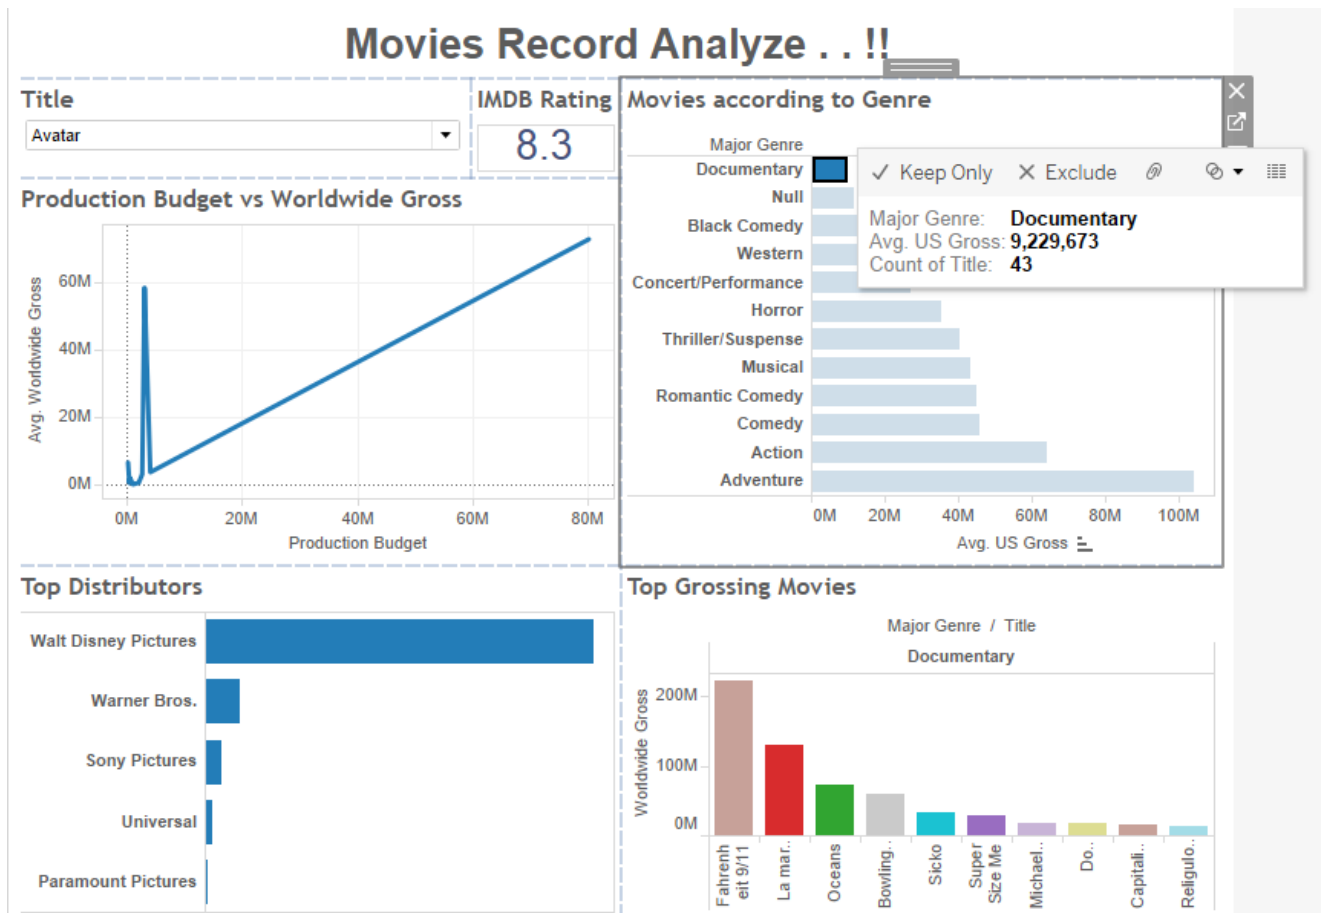 Movies Record Analyze . . !!
Title
Avatar
IMDB Rating
8.3
Production Budget vs Worldwide Gross
Avg. Worldwide Gross
60M
40M
20M
0M
0M 20M 40M 60M 80M
Production Budget
Movies according to Genre
Major Genre
Documentary
Null
Black Comedy
Western
Concert/Performance
Horror
Thriller/Suspense
Musical
Romantic Comedy
Comedy
Action
Adventure
0M 20M 40M 60M 80M 100M
Avg. US Gross
Keep Only Exclude
Major Genre: Documentary
Avg. US Gross: 9,229,673
Count of Title: 43
Top Distributors
Walt Disney Pictures
Warner Bros.
Sony Pictures
Universal
Paramount Pictures
Top Grossing Movies
Major Genre / Title
Documentary
Worldwide Gross
200M
100M
0M
Fahrenh
eit 9/11
La mar..
Oceans
Bowling..
Sicko
Super
Size Me
Michael..
Do..
Capitali..
Religulo..